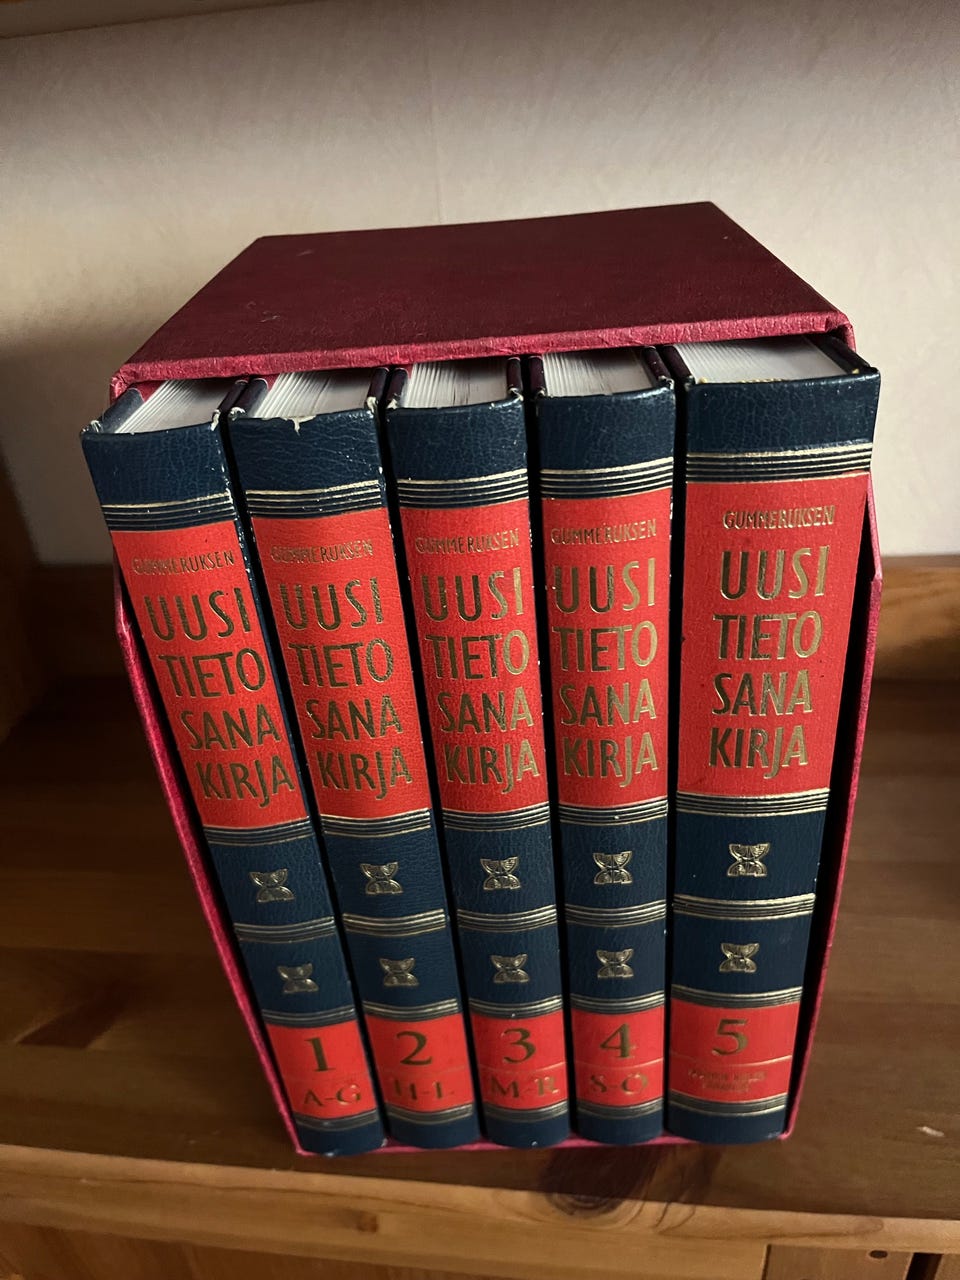 GUMMERUKSEN
UUSI
TIETO
SANA
KIRJA
1
A-G
GUMMERUKSEN
UUSI
TIETO
SANA
KIRJA
2
H-L
GUMMERUKSEN
UUSI
TIETO
SANA
KIRJA
3
M-R
GUMMERUKSEN
UUSI
TIETO
SANA
KIRJA
4
S-Ö
GUMMERUKSEN
UUSI
TIETO
SANA
KIRJA
5